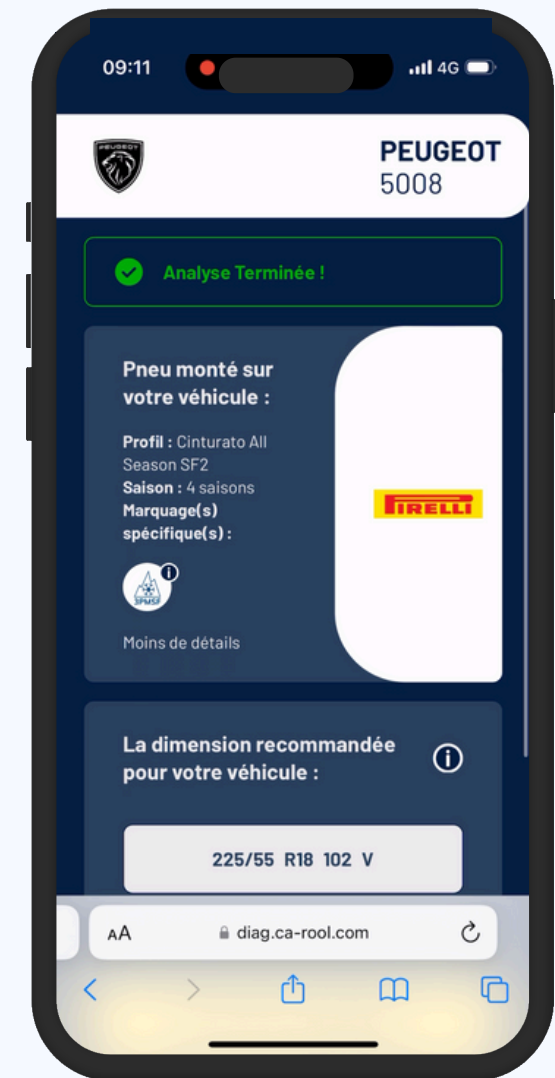 09:11
4G
PEUGEOT
PEUGEOT
5008
Analyse Terminée !
Pneu monté sur
votre véhicule :
Profil : Cinturato All
Season SF2
Saison : 4 saisons
Marquage(s)
spécifique(s) :
3PMSF
i
PIRELLI
Moins de détails
La dimension recommandée
pour votre véhicule :
i
225/55 R18 102 V
AA
diag.ca-rool.com